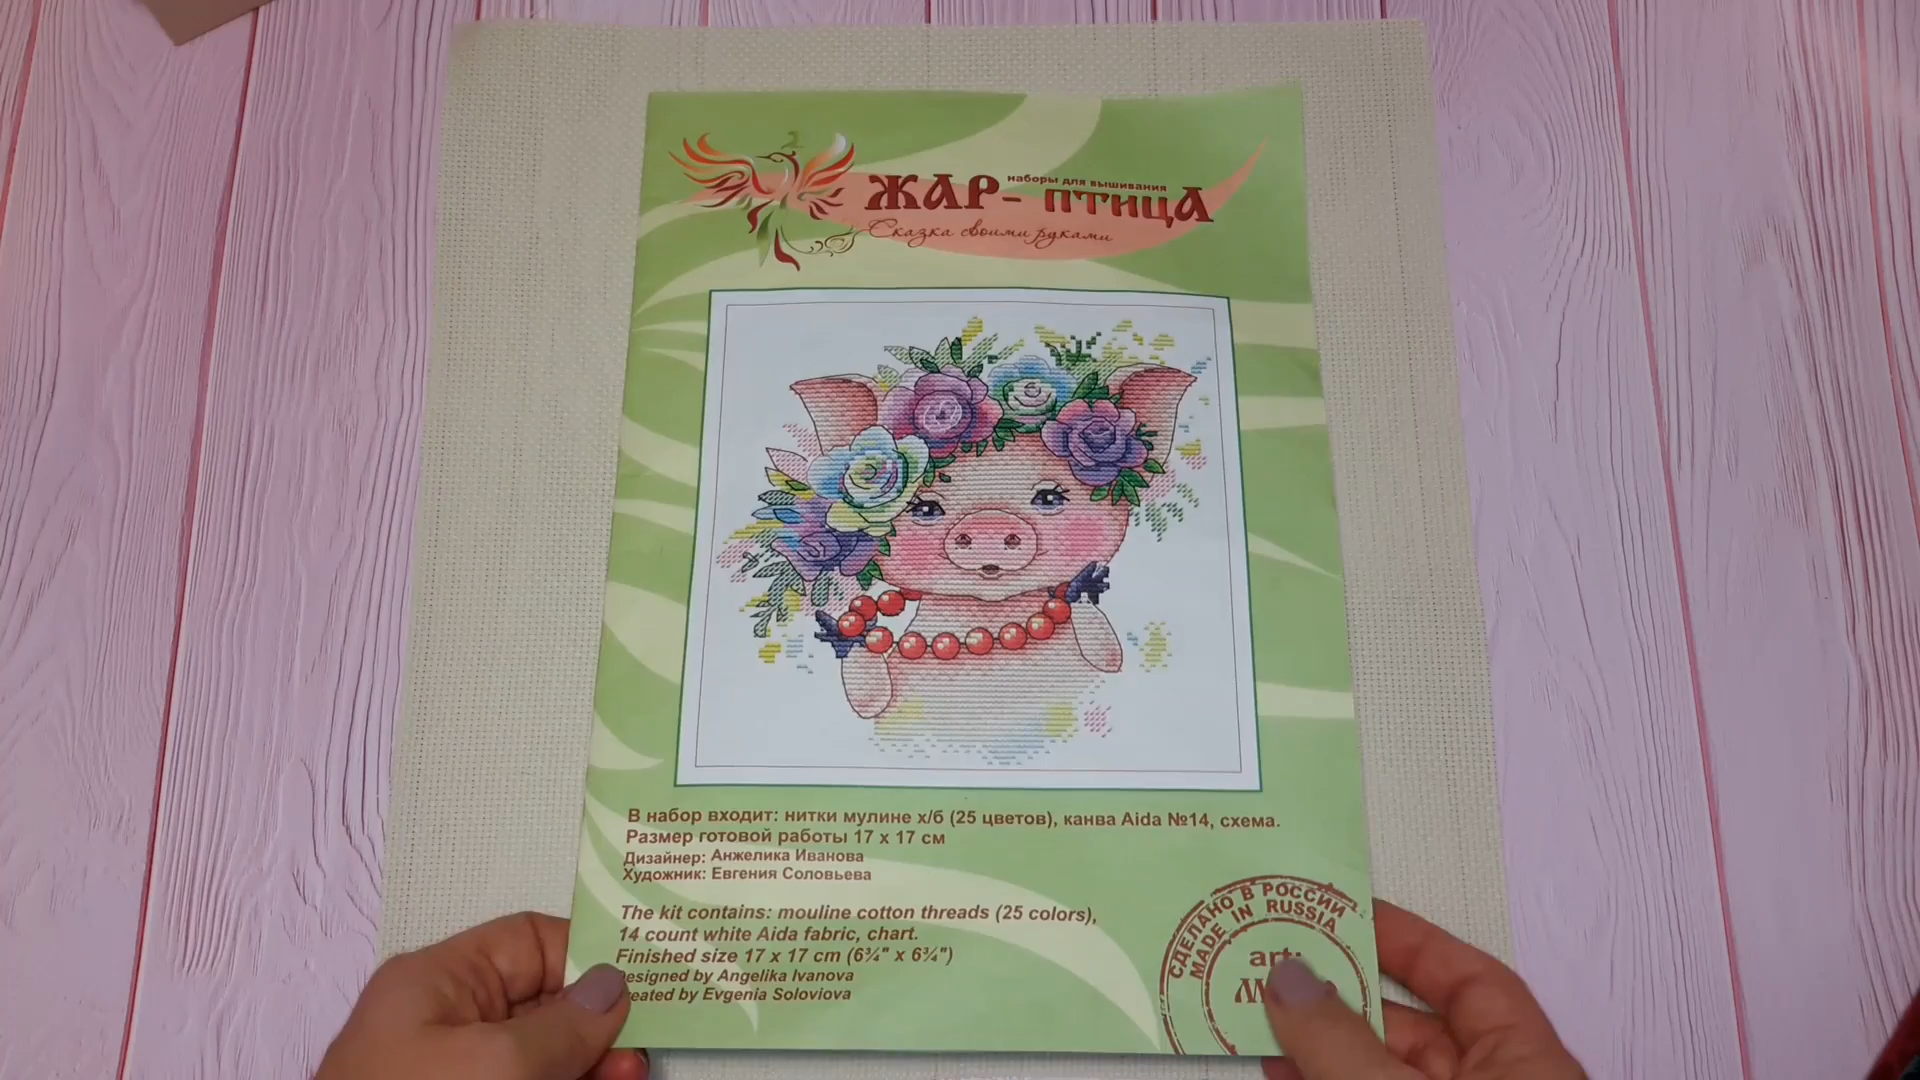 наборы для вышивания
ЖАР-ПТИЦА
Сказка своими руками
В набор входит: нитки мулине х/б (25 цветов), канва Aida №14, схема.
Размер готовой работы 17 х 17 см
Дизайнер: Анжелика Иванова
Художник: Евгения Соловьева
The kit contains: mouline cotton threads (25 colors),
14 count white Aida fabric, chart.
Finished size 17 x 17 cm (6¾" x 6¾")
Designed by Angelika Ivanova
Created by Evgenia Soloviova
СДЕЛАНО В РОССИИ
MADE IN RUSSIA
art: